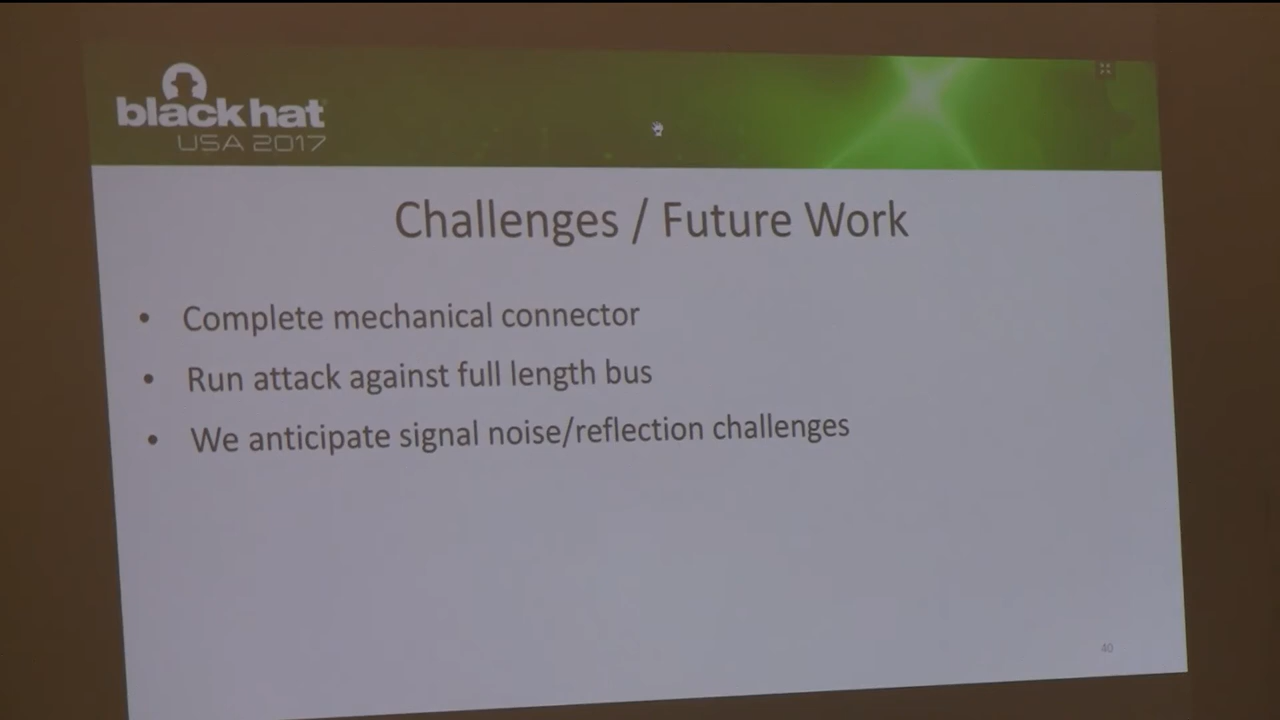 black hat
USA 2017
Challenges / Future Work
• Complete mechanical connector
• Run attack against full length bus
• We anticipate signal noise/reflection challenges
40